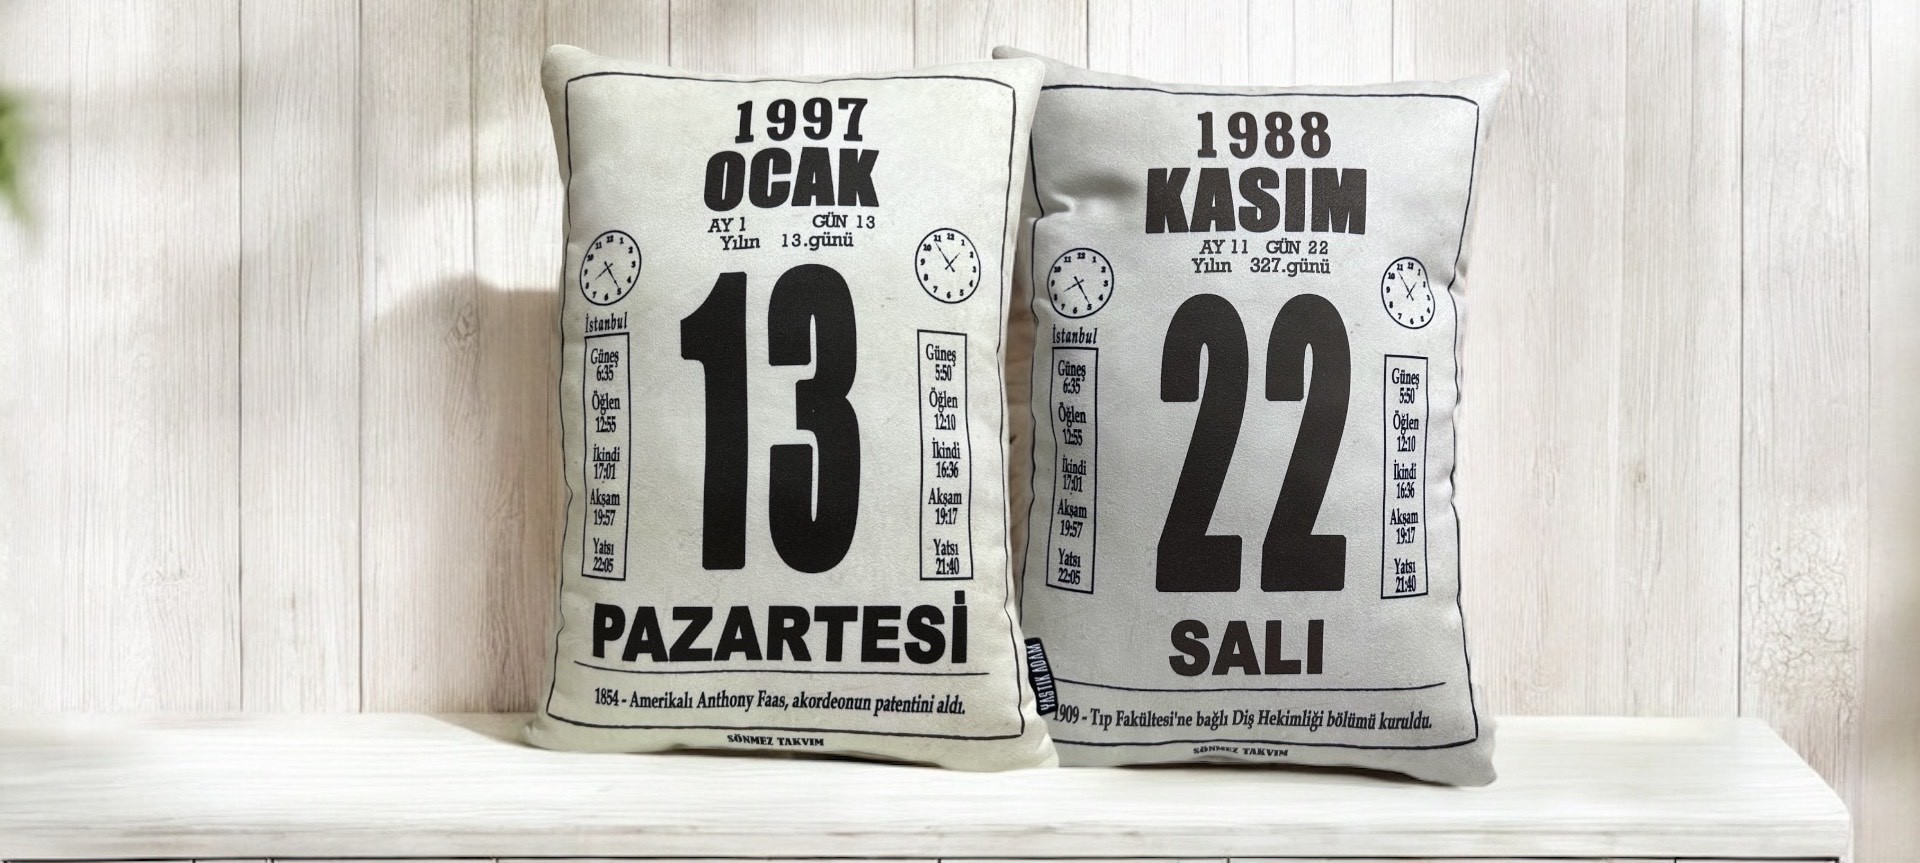 1997
OCAK
AY 1 GÜN 13
Yılın 13.günü
İstanbul
Güneş
6:35
Öğlen
12:55
İkindi
17:01
Akşam
19:57
Yatsı
22:05
13
Güneş
5:50
Öğlen
12:10
İkindi
16:36
Akşam
19:17
Yatsı
21:40
PAZARTESİ
1854 - Amerikalı Anthony Faas, akordeonun patentini aldı.
SÖNMEZ TAKVIM
YASTIK ADAM
1988
KASIM
AY 11 GÜN 22
Yılın 327.günü
İstanbul
Güneş
6:35
Öğlen
12:55
İkindi
17:01
Akşam
19:57
Yatsı
22:05
22
Güneş
5:50
Öğlen
12:10
İkindi
16:36
Akşam
19:17
Yatsı
21:40
SALI
1909 - Tıp Fakültesi'ne bağlı Diş Hekimliği bölümü kuruldu.
SÖNMEZ TAKVIM